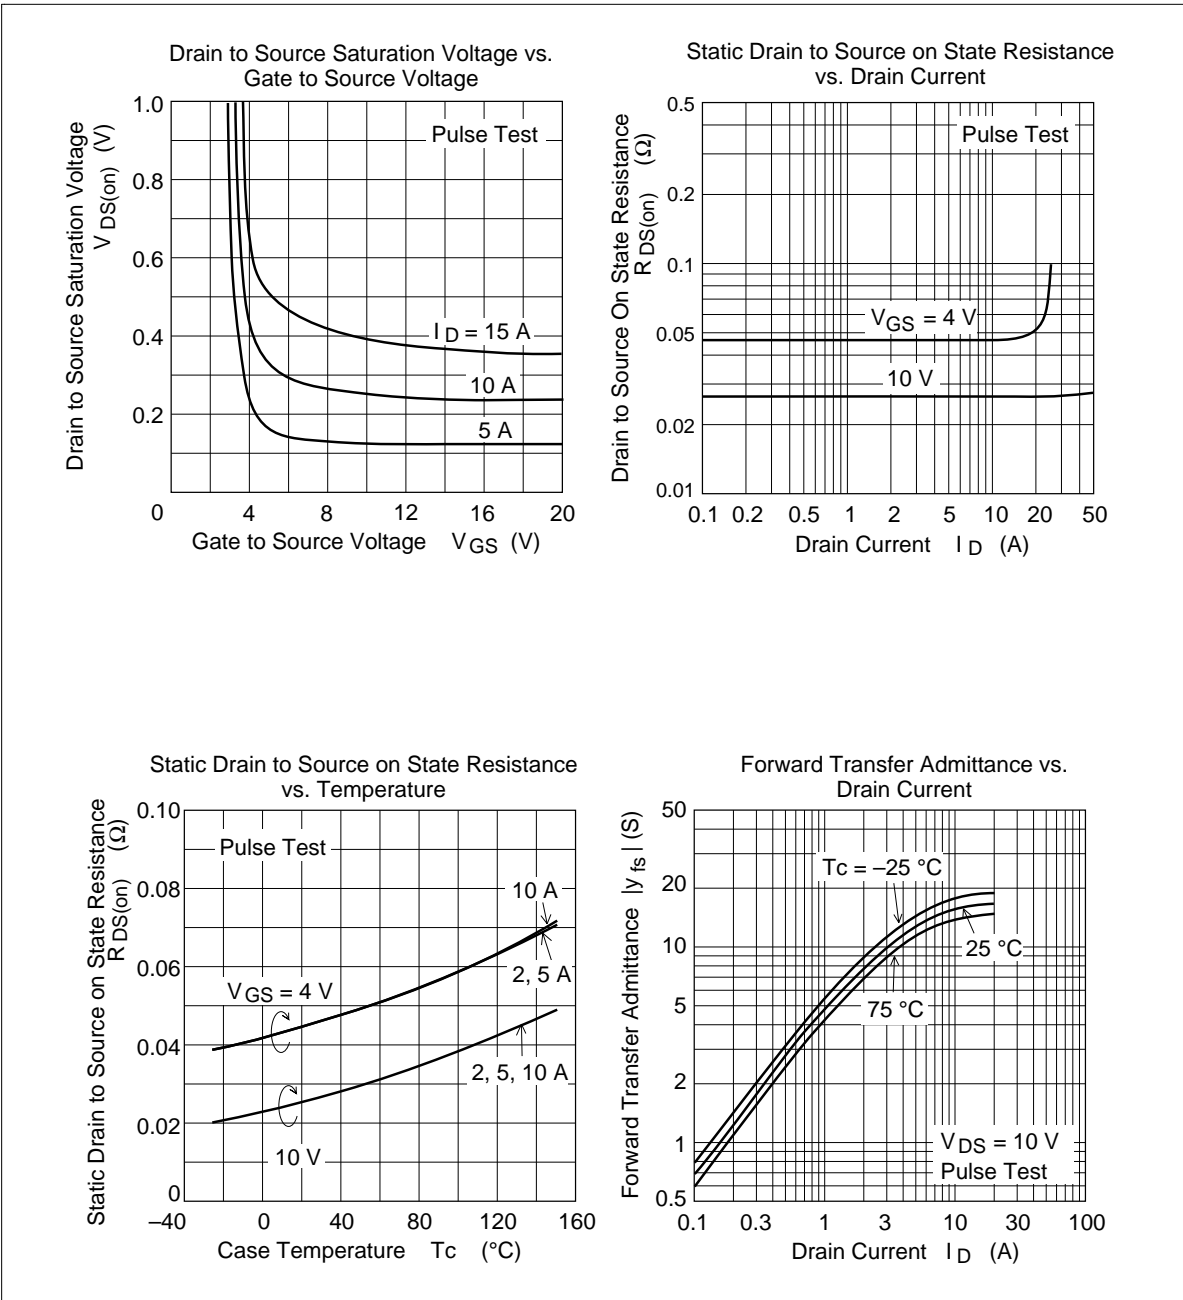 Drain to Source Saturation Voltage vs.
Gate to Source Voltage
Drain to Source Saturation Voltage
V DS(on) (V)
1.0
0.8
0.6
0.4
0.2
0
Pulse Test
I D = 15 A
10 A
5 A
4 8 12 16 20
Gate to Source Voltage V GS (V)
Static Drain to Source on State Resistance
vs. Drain Current
Drain to Source On State Resistance
R DS(on) (Ω)
0.5
0.2
0.1
0.05
0.02
0.01
Pulse Test
V GS = 4 V
10 V
0.1 0.2 0.5 1 2 5 10 20 50
Drain Current I D (A)
Static Drain to Source on State Resistance
vs. Temperature
Static Drain to Source on State Resistance
R DS(on) (Ω)
0.10
0.08
0.06
0.04
0.02
0
Pulse Test
10 A
2, 5 A
V GS = 4 V
2, 5, 10 A
10 V
–40 0 40 80 120 160
Case Temperature Tc (°C)
Forward Transfer Admittance vs.
Drain Current
Forward Transfer Admittance |y fs | (S)
50
20
10
5
2
1
0.5
Tc = –25 °C
25 °C
75 °C
V DS = 10 V
Pulse Test
0.1 0.3 1 3 10 30 100
Drain Current I D (A)